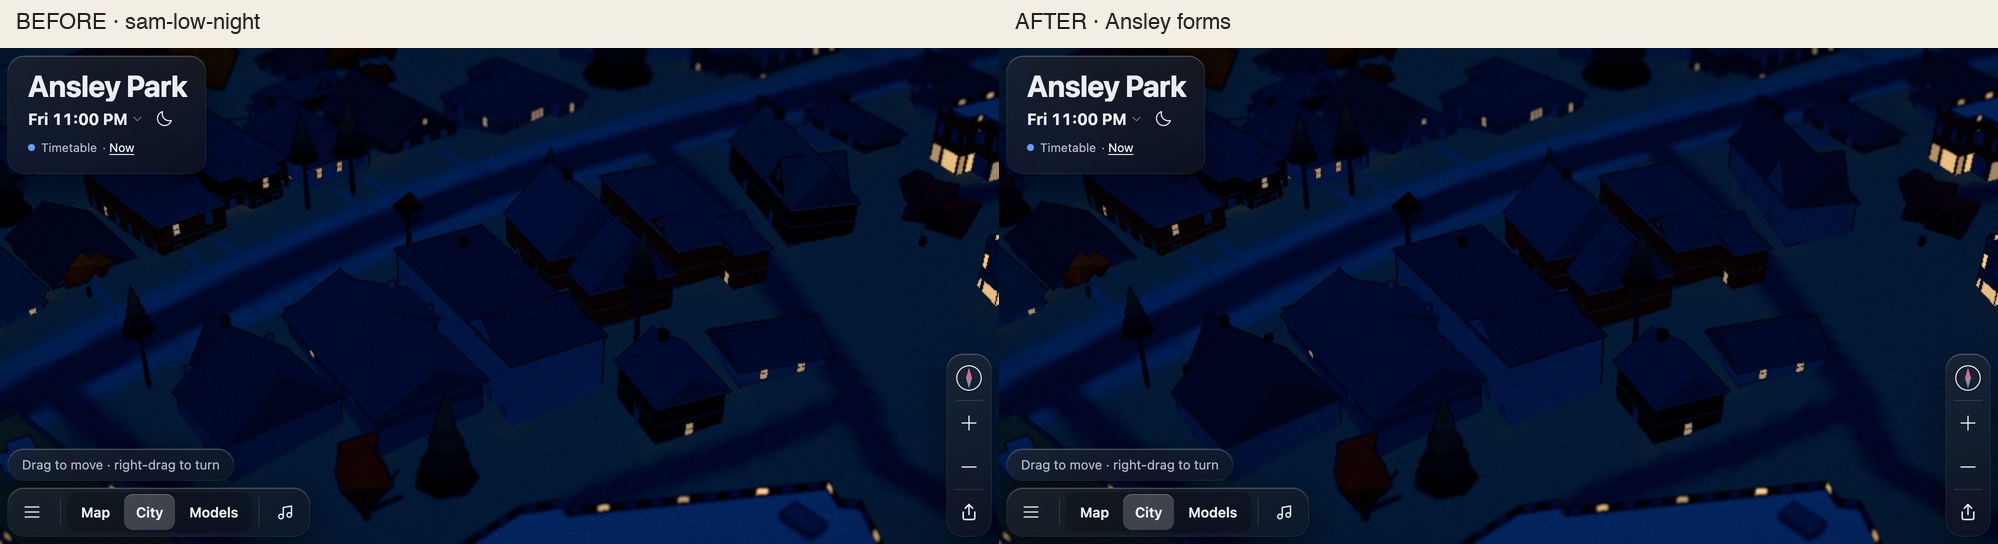 BEFORE · sam-low-night
AFTER · Ansley forms
Ansley Park
Fri 11:00 PM
Timetable · Now
Drag to move · right-drag to turn
Map City Models
Ansley Park
Fri 11:00 PM
Timetable · Now
Drag to move · right-drag to turn
Map City Models